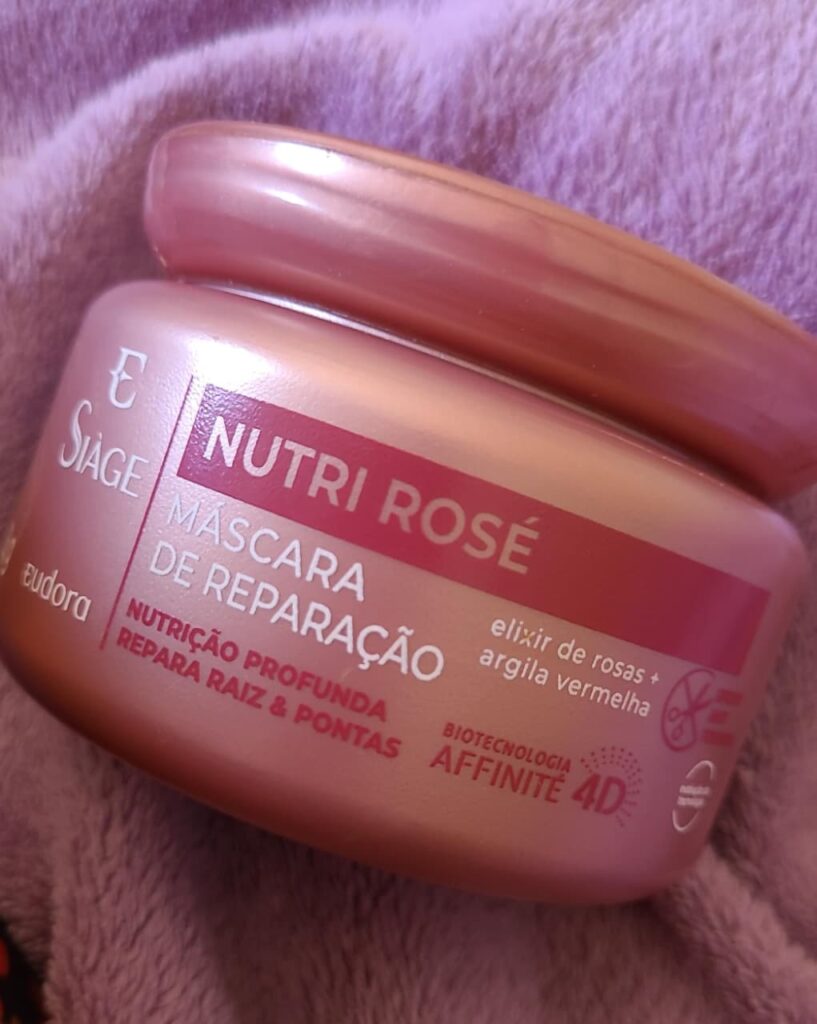 E
SIÀGE
eudora
NUTRI ROSÉ
MÁSCARA
DE REPARAÇÃO
NUTRIÇÃO PROFUNDA
REPARA RAIZ & PONTAS
elixir de rosas +
argila vermelha
BIOTECNOLOGIA
AFFINITÉ 4D